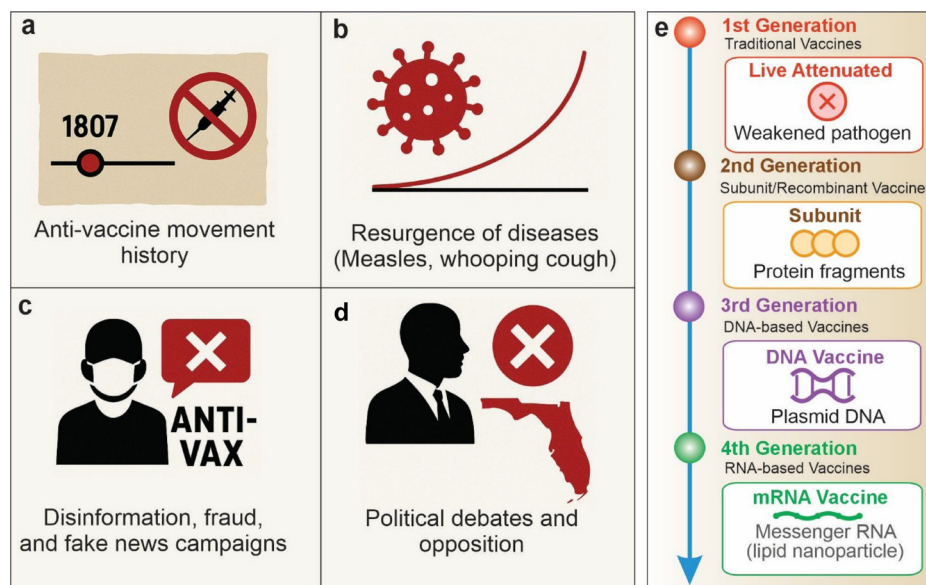 a
1807
Anti-vaccine movement
history
b
Resurgence of diseases
(Measles, whooping cough)
c
ANTI-
VAX
Disinformation, fraud,
and fake news campaigns
d
Political debates and
opposition
e
1st Generation
Traditional Vaccines
Live Attenuated
Weakened pathogen
2nd Generation
Subunit/Recombinant Vaccine
Subunit
Protein fragments
3rd Generation
DNA-based Vaccines
DNA Vaccine
Plasmid DNA
4th Generation
RNA-based Vaccines
mRNA Vaccine
Messenger RNA
(lipid nanoparticle)